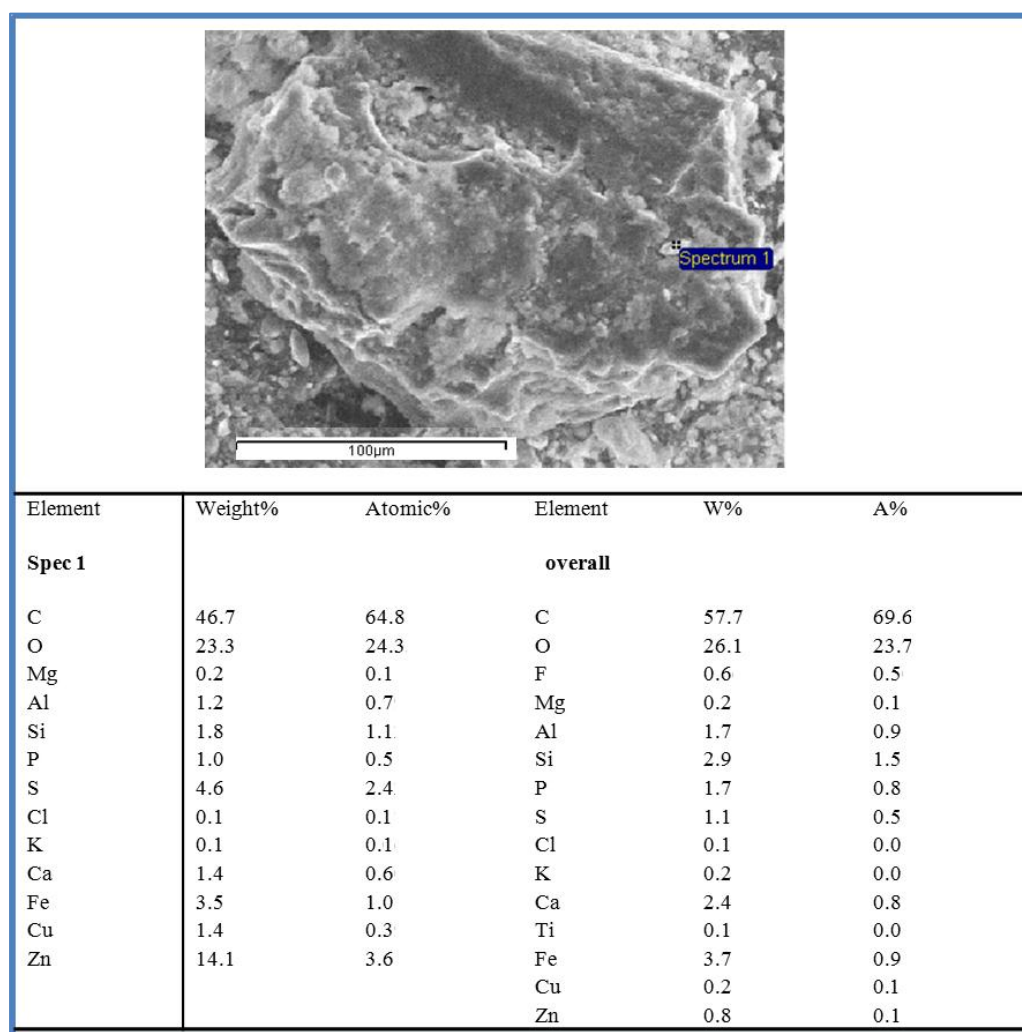 Spectrum 1
100µm
Element Weight% Atomic% Element W% A%
Spec 1 overall
C 46.7 64.8 C 57.7 69.6
O 23.3 24.3 O 26.1 23.7
Mg 0.2 0.1 F 0.6 0.5
Al 1.2 0.7 Mg 0.2 0.1
Si 1.8 1.1 Al 1.7 0.9
P 1.0 0.5 Si 2.9 1.5
S 4.6 2.4 P 1.7 0.8
Cl 0.1 0.1 S 1.1 0.5
K 0.1 0.1 Cl 0.1 0.0
Ca 1.4 0.6 K 0.2 0.0
Fe 3.5 1.0 Ca 2.4 0.8
Cu 1.4 0.3 Ti 0.1 0.0
Zn 14.1 3.6 Fe 3.7 0.9
Cu 0.2 0.1
Zn 0.8 0.1